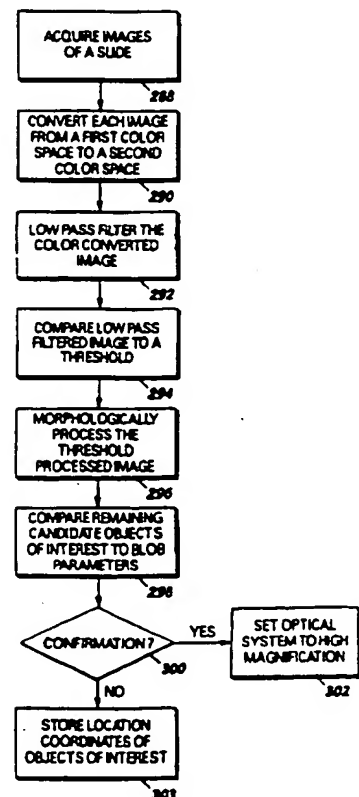 ACQUIRE IMAGES
OF A SLIDE
288
CONVERT EACH IMAGE
FROM A FIRST COLOR
SPACE TO A SECOND
COLOR SPACE
290
LOW PASS FILTER THE
COLOR CONVERTED
IMAGE
292
COMPARE LOW PASS
FILTERED IMAGE TO A
THRESHOLD
294
MORPHOLOGICALLY
PROCESS THE
THRESHOLD
PROCESSED IMAGE
296
COMPARE REMAINING
CANDIDATE OBJECTS
OF INTEREST TO BLOB
PARAMETERS
298
CONFIRMATION?
300
YES
SET OPTICAL
SYSTEM TO HIGH
MAGNIFICATION
302
NO
STORE LOCATION
COORDINATES OF
OBJECTS OF INTEREST
303